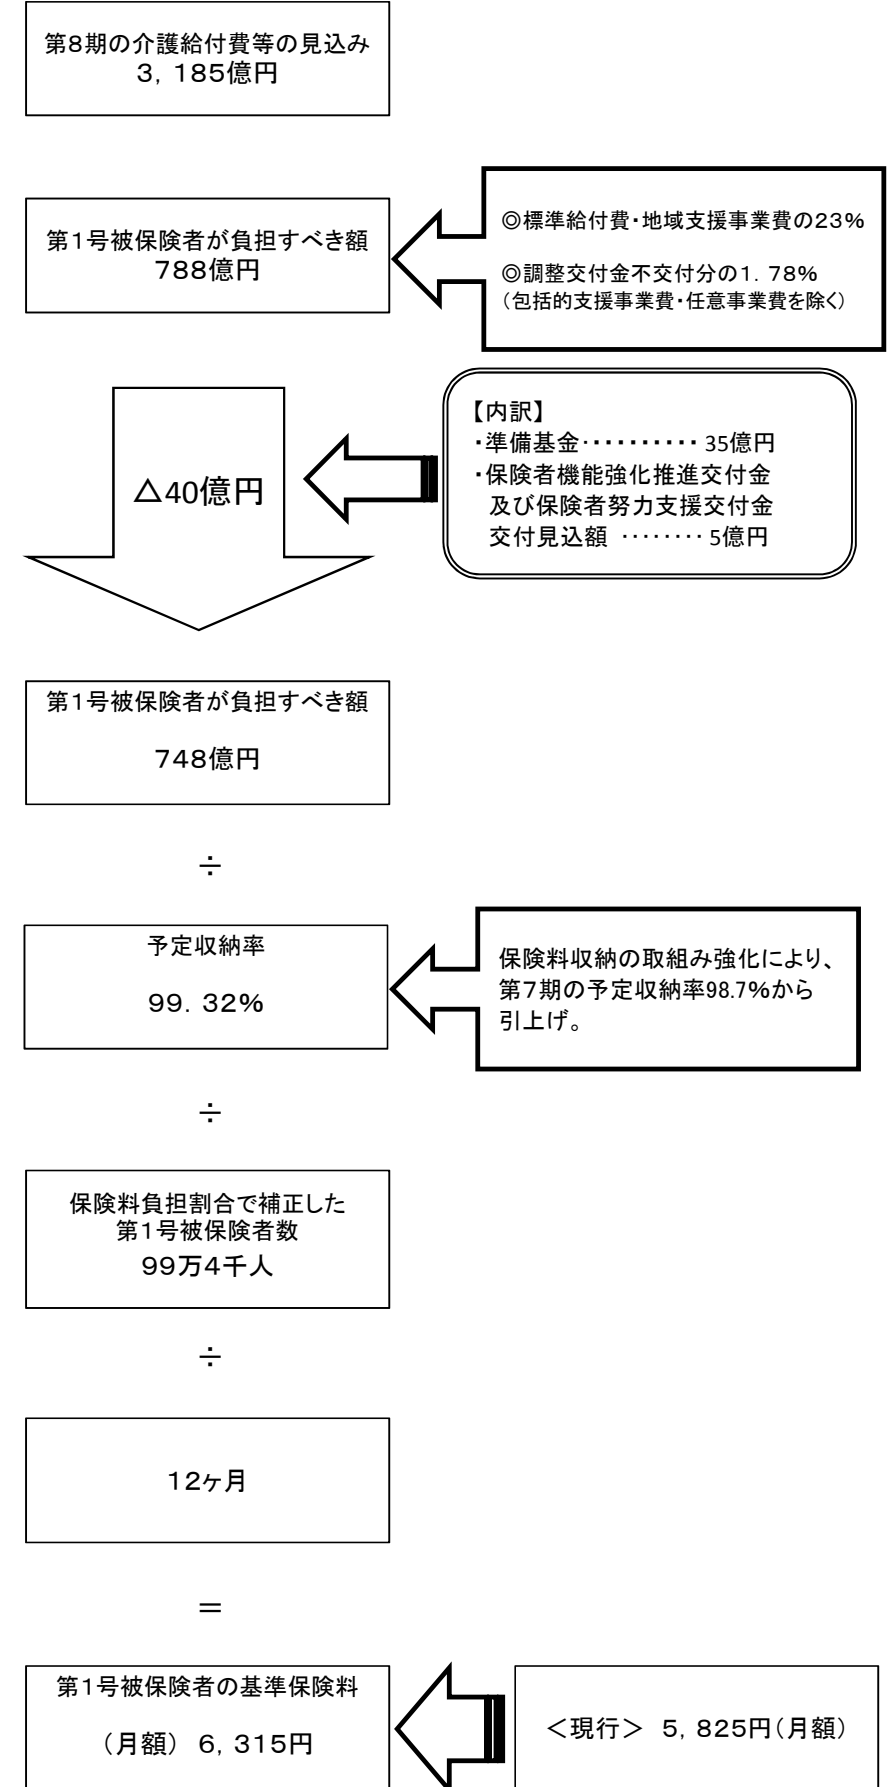 第8期の介護給付費等の見込み
3，185億円
第1号被保険者が負担すべき額
788億円
◎標準給付費・地域支援事業費の23%
◎調整交付金不交付分の1．78%
（包括的支援事業費・任意事業費を除く）
△40億円
【内訳】
・準備基金‥・・・・・・・・ 35億円
・保険者機能強化推進交付金
及び保険者努力支援交付金
交付見込額 ‥‥‥‥ 5億円
第1号被保険者が負担すべき額
748億円
÷
予定収納率
99．32%
保険料収納の取組み強化により、
第7期の予定収納率98.7%から
引上げ。
÷
保険料負担割合で補正した
第1号被保険者数
99万4千人
÷
12ヶ月
＝
第1号被保険者の基準保険料
（月額） 6，315円
＜現行＞ 5，825円（月額）